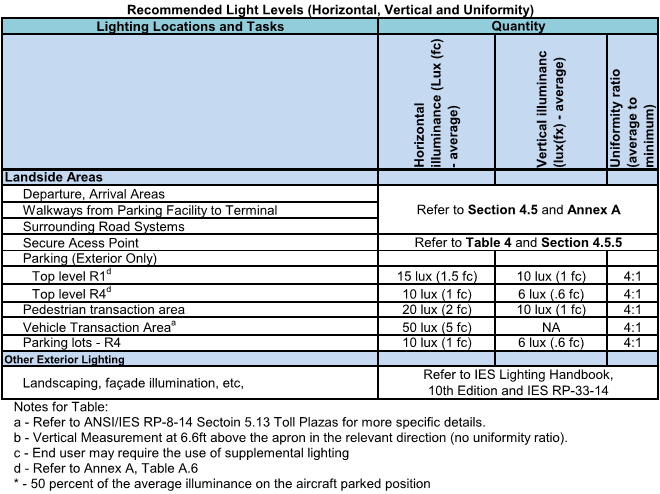 Recommended Light Levels (Horizontal, Vertical and Uniformity)
Lighting Locations and Tasks Quantity
Horizontal illuminance (Lux (fc) - average) Vertical illuminanc (lux(fx) - average) Uniformity ratio (average to minimum)
Landside Areas
Departure, Arrival Areas
Walkways from Parking Facility to Terminal Refer to Section 4.5 and Annex A
Surrounding Road Systems
Secure Acess Point Refer to Table 4 and Section 4.5.5
Parking (Exterior Only)
Top level R1d 15 lux (1.5 fc) 10 lux (1 fc) 4:1
Top level R4d 10 lux (1 fc) 6 lux (.6 fc) 4:1
Pedestrian transaction area 20 lux (2 fc) 10 lux (1 fc) 4:1
Vehicle Transaction Areaa 50 lux (5 fc) NA 4:1
Parking lots - R4 10 lux (1 fc) 6 lux (.6 fc) 4:1
Other Exterior Lighting
Landscaping, façade illumination, etc, Refer to IES Lighting Handbook,
10th Edition and IES RP-33-14
Notes for Table:
a - Refer to ANSI/IES RP-8-14 Sectoin 5.13 Toll Plazas for more specific details.
b - Vertical Measurement at 6.6ft above the apron in the relevant direction (no uniformity ratio).
c - End user may require the use of supplemental lighting
d - Refer to Annex A, Table A.6
* - 50 percent of the average illuminance on the aircraft parked position